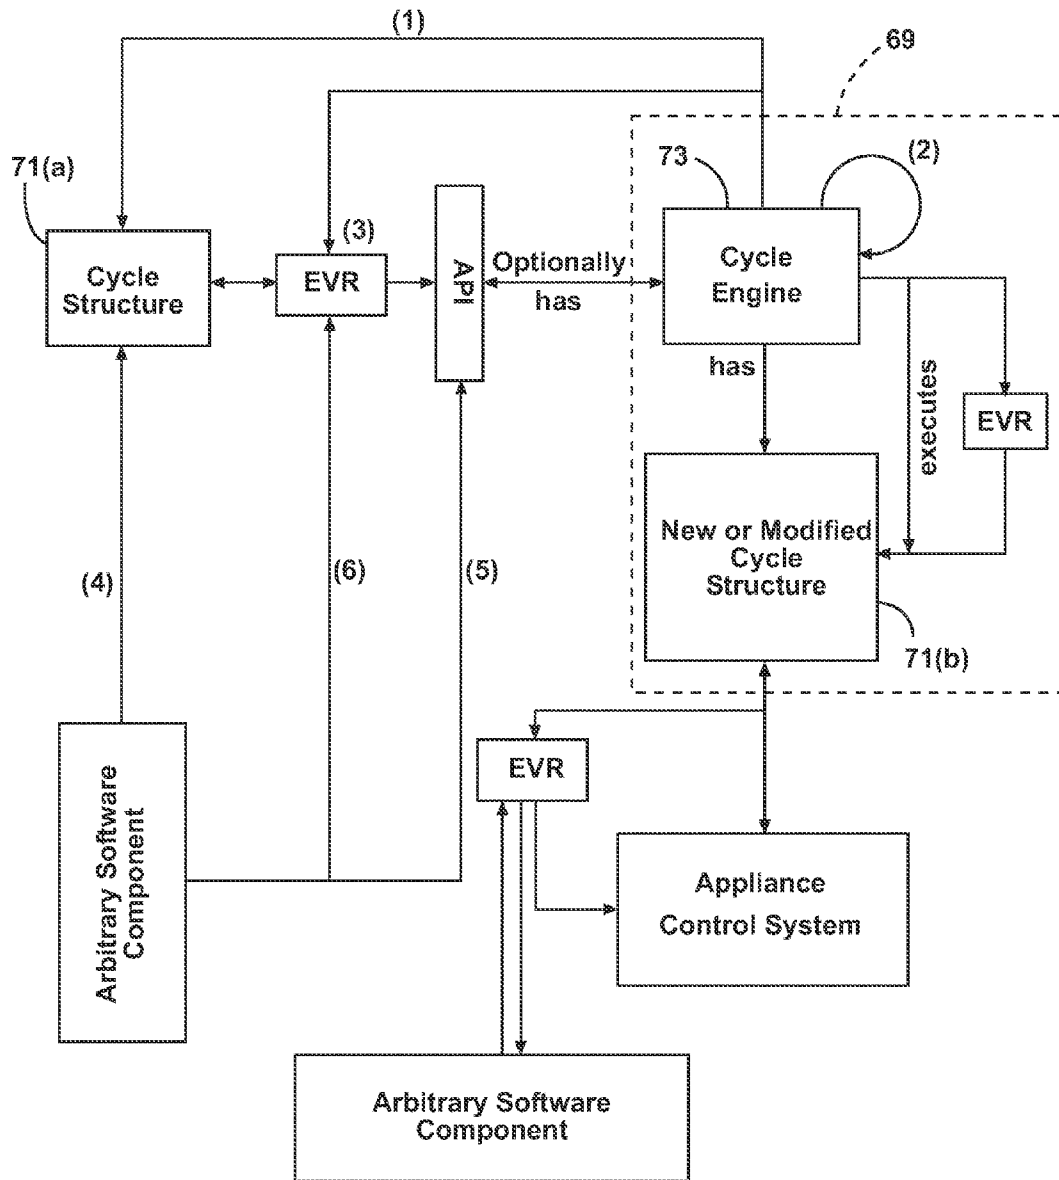 (1)
69
71(a)
73
(2)
(3)
Cycle
Structure
EVR
API
Optionally
has
Cycle
Engine
has
executes
EVR
New or Modified
Cycle
Structure
(4)
(6)
(5)
71(b)
EVR
Arbitrary Software
Component
Appliance
Control System
Arbitrary Software
Component